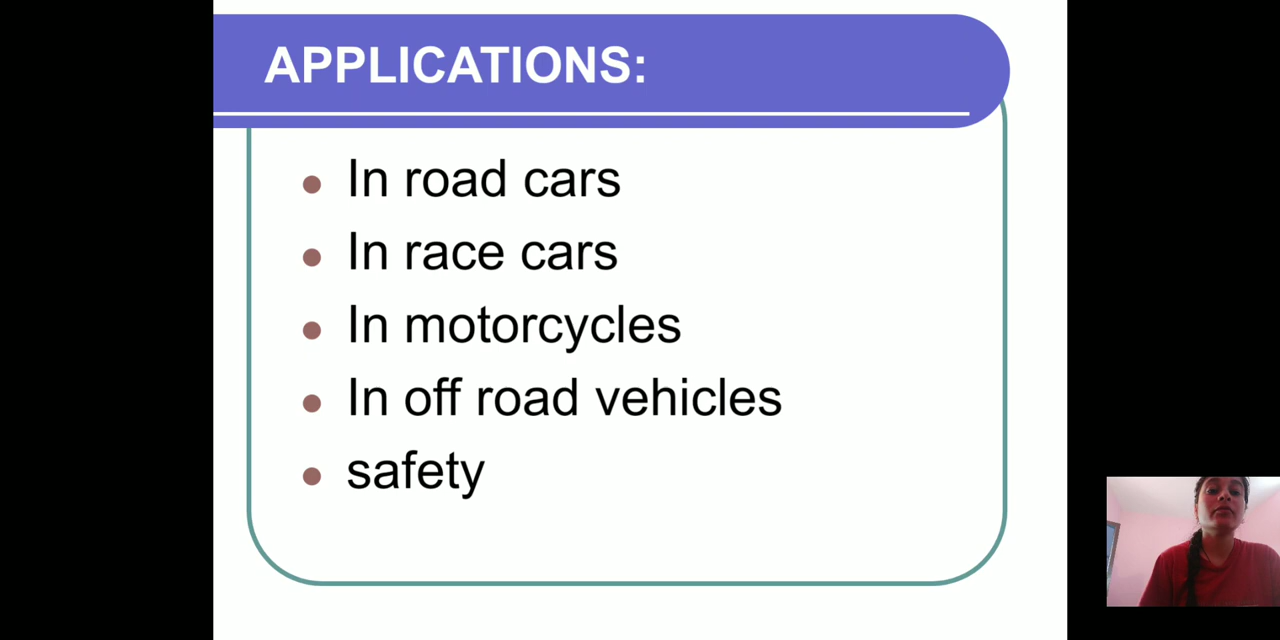 APPLICATIONS:
In road cars
In race cars
In motorcycles
In off road vehicles
safety